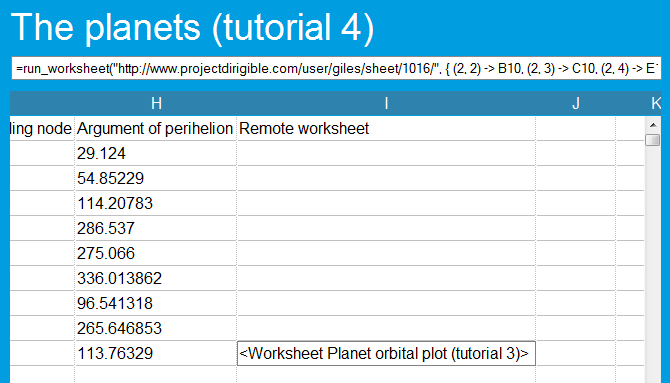 The planets (tutorial 4)
=run_worksheet("http://www.projectdirigible.com/user/giles/sheet/1016/", { (2, 2) -> B10, (2, 3) -> C10, (2, 4) -> E1
H I J K
ling node Argument of perihelion Remote worksheet
29.124
54.85229
114.20783
286.537
275.066
336.013862
96.541318
265.646853
113.76329 <Worksheet Planet orbital plot (tutorial 3)>